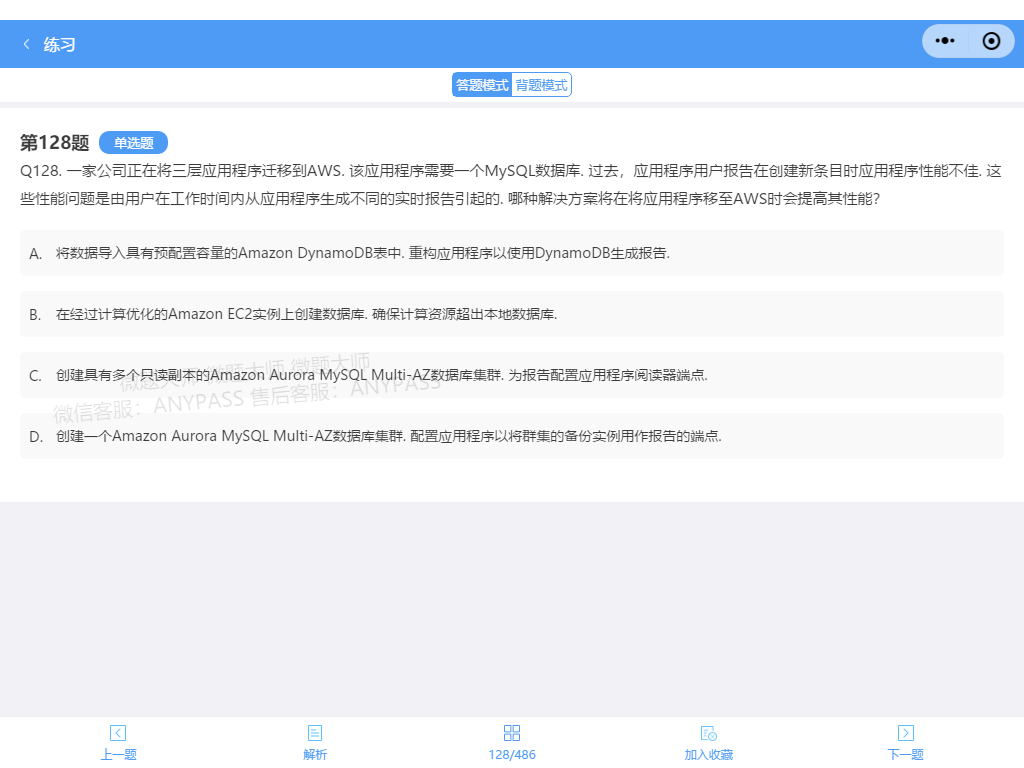 练习
答题模式 背题模式
第128题 单选题
Q128. 一家公司正在将三层应用程序迁移到AWS. 该应用程序需要一个MySQL数据库. 过去，应用程序用户报告在创建新条目时应用程序性能不佳. 这
些性能问题是由用户在工作时间内从应用程序生成不同的实时报告引起的. 哪种解决方案将在将应用程序移至AWS时会提高其性能?
A. 将数据导入具有预配置容量的Amazon DynamoDB表中. 重构应用程序以使用DynamoDB生成报告.
B. 在经过计算优化的Amazon EC2实例上创建数据库. 确保计算资源超出本地数据库.
C. 创建具有多个只读副本的Amazon Aurora MySQL Multi-AZ数据库集群. 为报告配置应用程序阅读器端点.
微题大师 微题大师 微题大师
微信客服：ANYPASS 售后客服：ANYPASS
D. 创建一个Amazon Aurora MySQL Multi-AZ数据库集群. 配置应用程序以将群集的备份实例用作报告的端点.
上一题 解析 128/486 加入收藏 下一题